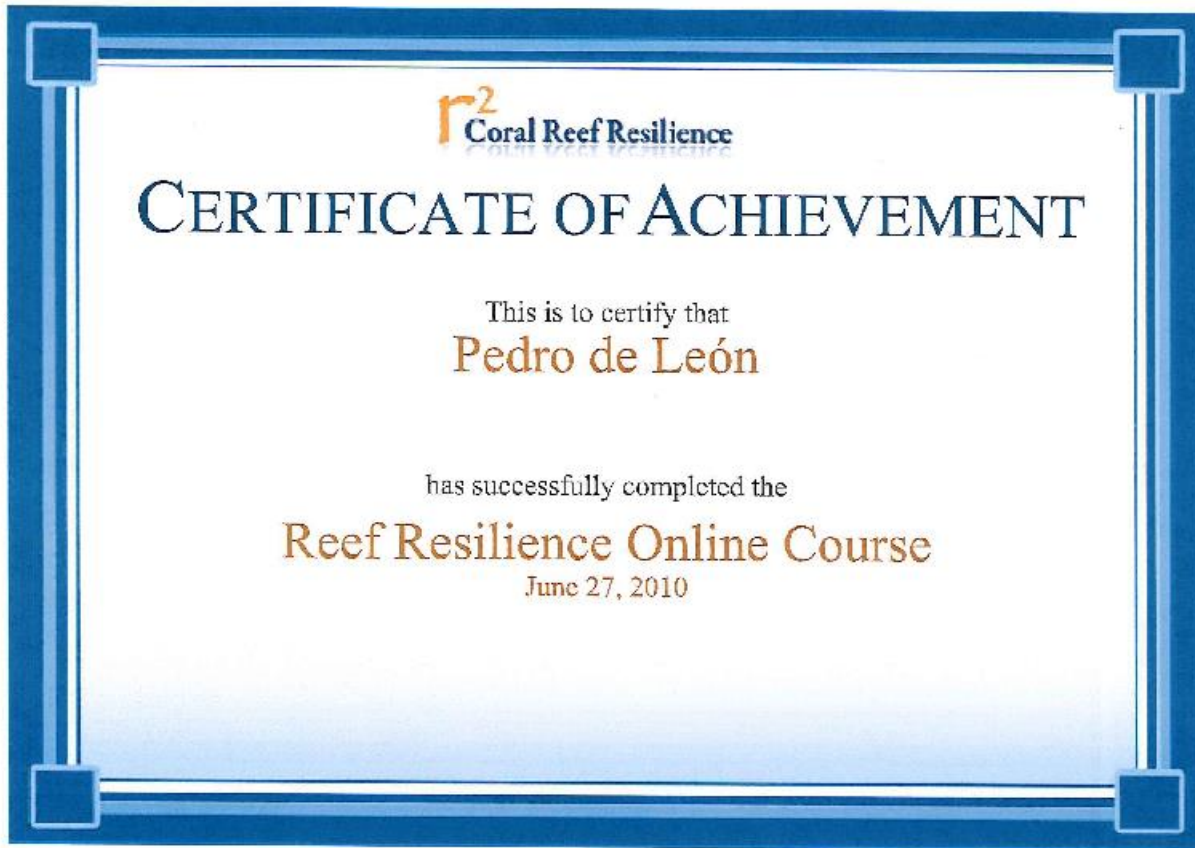 r²
Coral Reef Resilience
CERTIFICATE OF ACHIEVEMENT
This is to certify that
Pedro de León
has successfully completed the
Reef Resilience Online Course
June 27, 2010